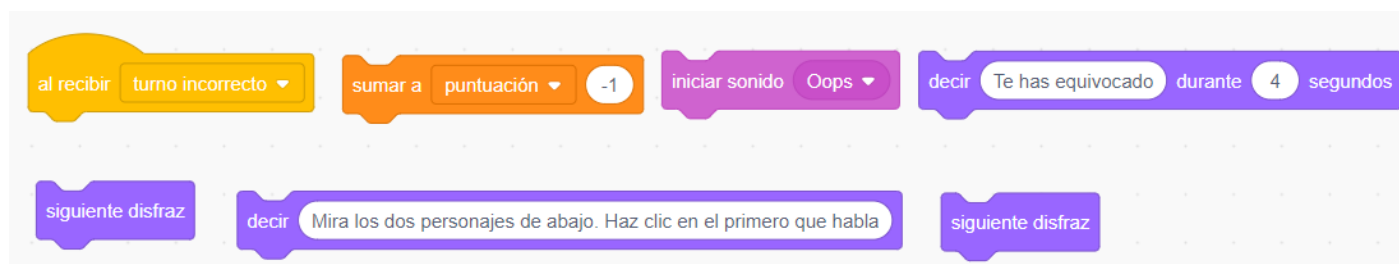 al recibir turno incorrecto
sumar a puntuación -1
iniciar sonido Oops
decir Te has equivocado durante 4 segundos
siguiente disfraz
decir Mira los dos personajes de abajo. Haz clic en el primero que habla
siguiente disfraz